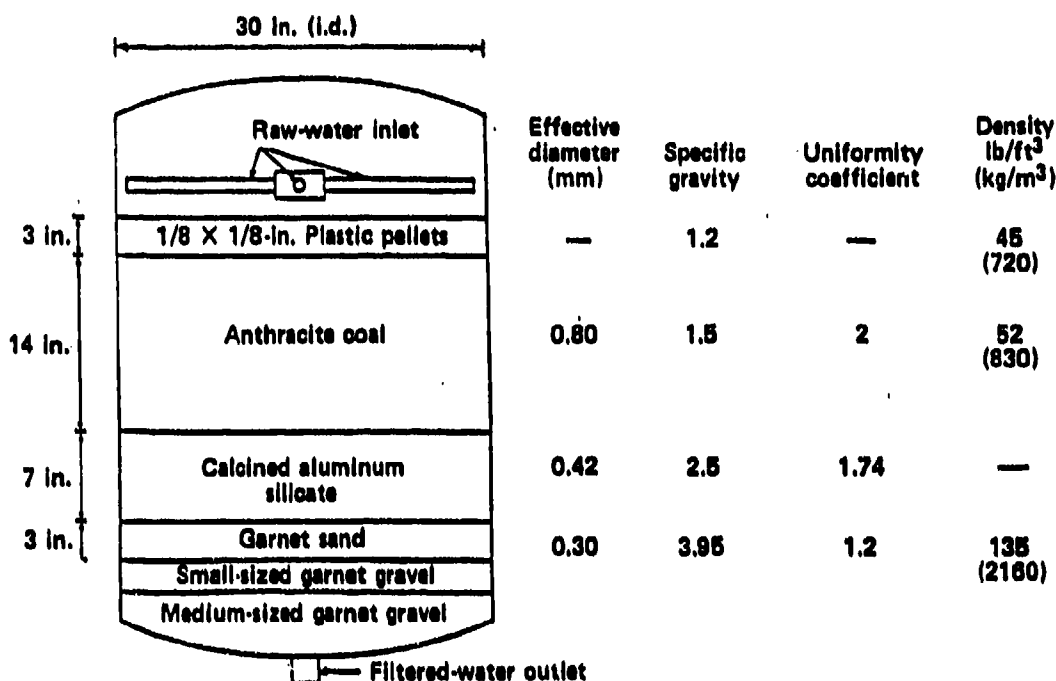 30 in. (i.d.)
Raw-water inlet
Effective
diameter
(mm)
Specific
gravity
Uniformity
coefficient
Density
lb/ft3
(kg/m3)
3 in.
1/8 X 1/8-in. Plastic pellets
—
1.2
—
45
(720)
14 in.
Anthracite coal
0.80
1.5
2
52
(830)
7 in.
Calcined aluminum
silicate
0.42
2.5
1.74
—
3 in.
Garnet sand
0.30
3.95
1.2
135
(2160)
Small-sized garnet gravel
Medium-sized garnet gravel
Filtered-water outlet